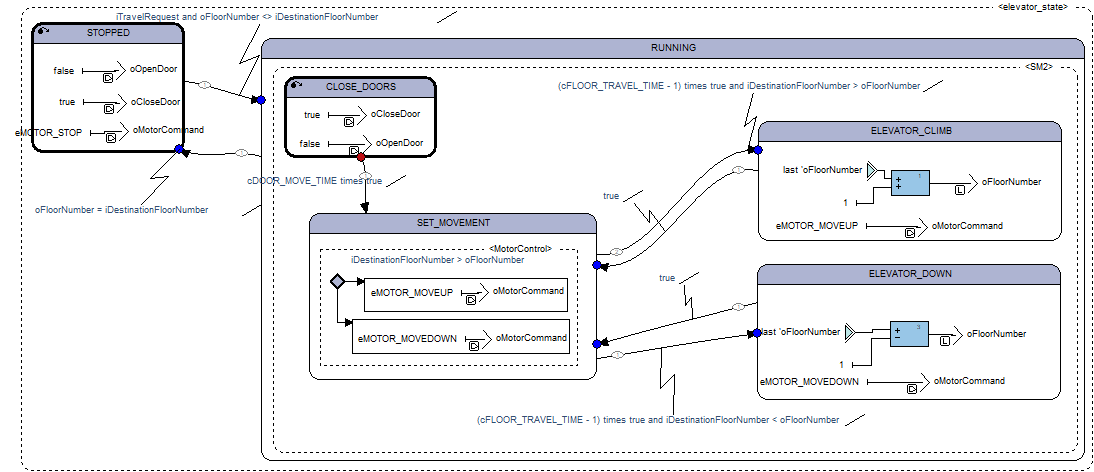 <elevator_state>
iTravelRequest and oFloorNumber <> iDestinationFloorNumber
STOPPED
false oOpenDoor
true oCloseDoor
eMOTOR_STOP oMotorCommand
oFloorNumber = iDestinationFloorNumber
RUNNING
<SM2>
CLOSE_DOORS
true oCloseDoor
false oOpenDoor
cDOOR_MOVE_TIME times true
(cFLOOR_TRAVEL_TIME - 1) times true and iDestinationFloorNumber > oFloorNumber
ELEVATOR_CLIMB
last 'oFloorNumber
1
oFloorNumber
1
eMOTOR_MOVEUP oMotorCommand
true
SET_MOVEMENT
<MotorControl>
iDestinationFloorNumber > oFloorNumber
eMOTOR_MOVEUP oMotorCommand
eMOTOR_MOVEDOWN oMotorCommand
true
ELEVATOR_DOWN
last 'oFloorNumber
3
oFloorNumber
1
eMOTOR_MOVEDOWN oMotorCommand
(cFLOOR_TRAVEL_TIME - 1) times true and iDestinationFloorNumber < oFloorNumber